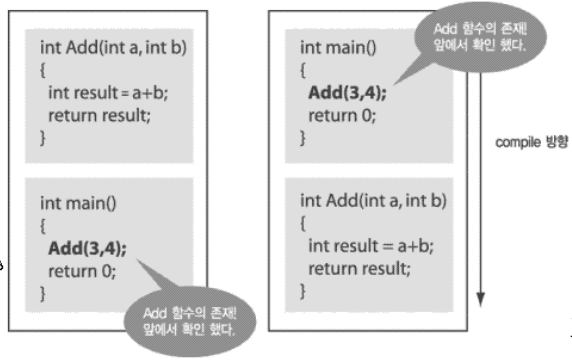 int Add(int a, int b)
{
int result = a+b;
return result;
}
int main()
{
Add(3,4);
return 0;
}
Add 함수의 존재!
앞에서 확인 했다.
int main()
{
Add(3,4);
return 0;
}
Add 함수의 존재!
앞에서 확인 했다.
int Add(int a, int b)
{
int result = a+b;
return result;
}
compile 방향